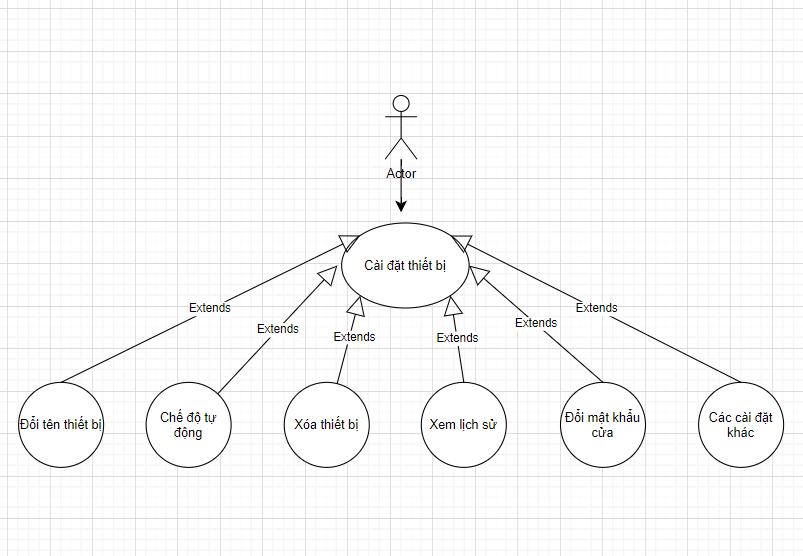 Actor
Cài đặt thiết bị
Extends
Extends
Extends
Extends
Extends
Extends
Đổi tên thiết bị
Chế độ tự
động
Xóa thiết bị
Xem lịch sử
Đổi mật khẩu
cửa
Các cài đặt
khác